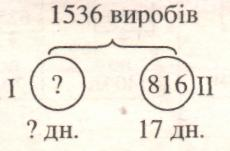 1536 виробів
I ? 816 II
? дн. 17 дн.